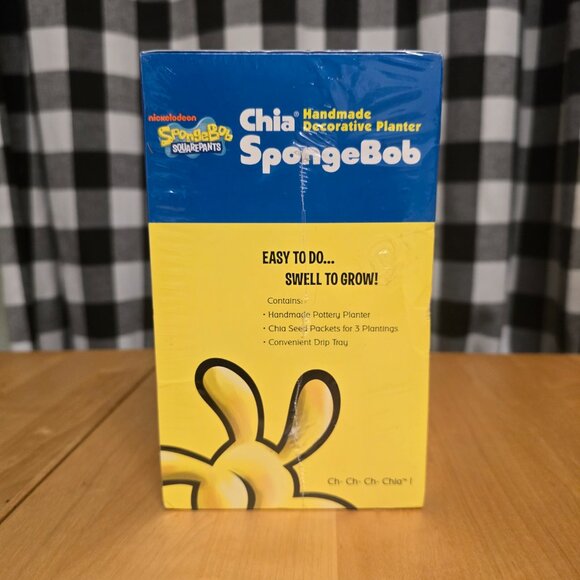 nickelodeon
SpongeBob
SQUAREPANTS
Chia® Handmade
Decorative Planter
SpongeBob
EASY TO DO...
SWELL TO GROW!
Contains:
• Handmade Pottery Planter
• Chia Seed Packets for 3 Plantings
• Convenient Drip Tray
Ch- Ch- Ch- Chia™!